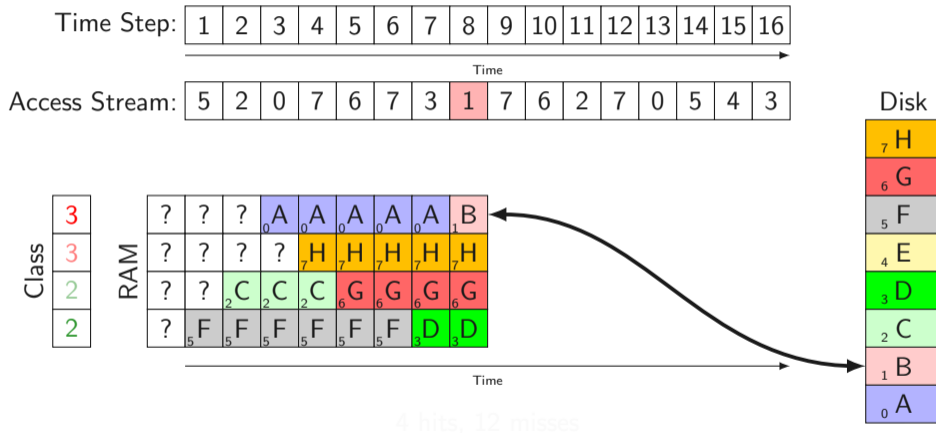 Time Step: 1 2 3 4 5 6 7 8 9 10 11 12 13 14 15 16
Time
Access Stream: 5 2 0 7 6 7 3 1 7 6 2 7 0 5 4 3
Disk
7 H
6 G
5 F
4 E
3 D
2 C
1 B
0 A
Class
3
3
2
2
RAM
? ? ? 0 A 0 A 0 A 0 A 0 A 1 B
? ? ? ? 7 H 7 H 7 H 7 H 7 H
? ? 2 C 2 C 2 C 6 G 6 G 6 G 6 G
? 5 F 5 F 5 F 5 F 5 F 5 F 3 D 3 D
Time
4 hits, 12 misses